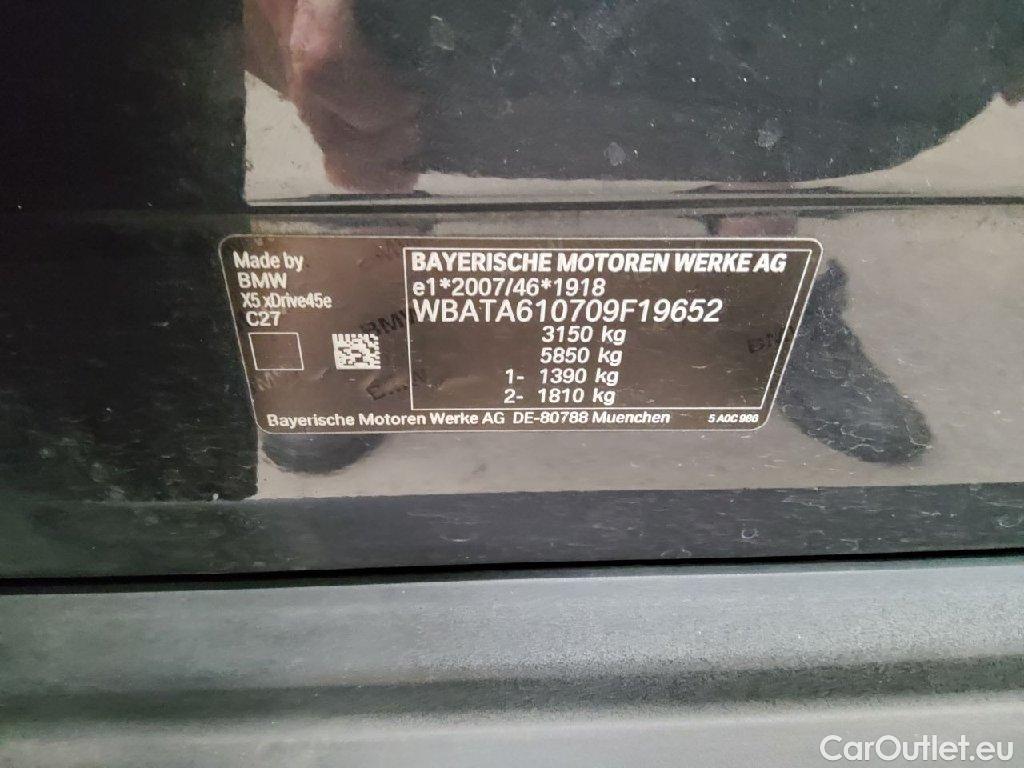 Made by
BMW
X5 xDrive45e
C27
BAYERISCHE MOTOREN WERKE AG
e1*2007/46*1918
WBATA610709F19652
3150 kg
5850 kg
1- 1390 kg
2- 1810 kg
Bayerische Motoren Werke AG DE-80788 Muenchen
5 A0C 986
CarOutlet.eu